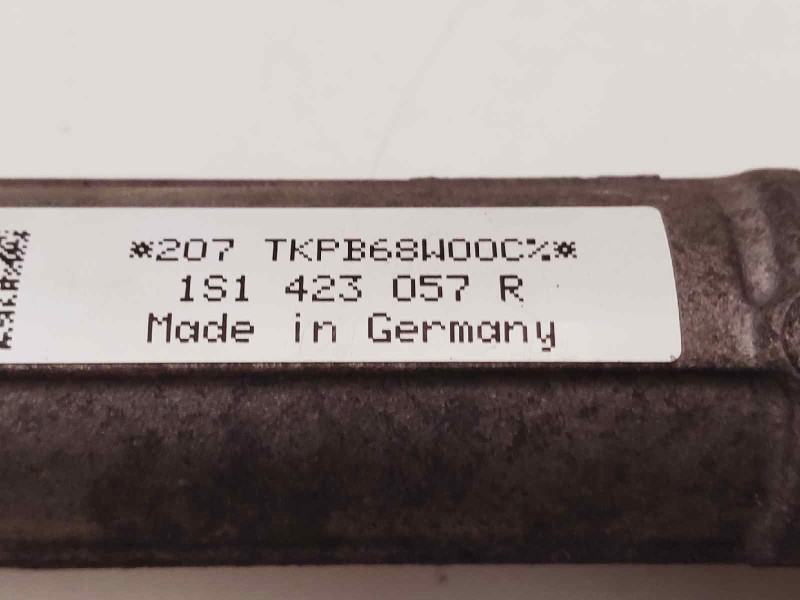 *207 TKPB68W00C%*
1S1 423 057 R
Made in Germany